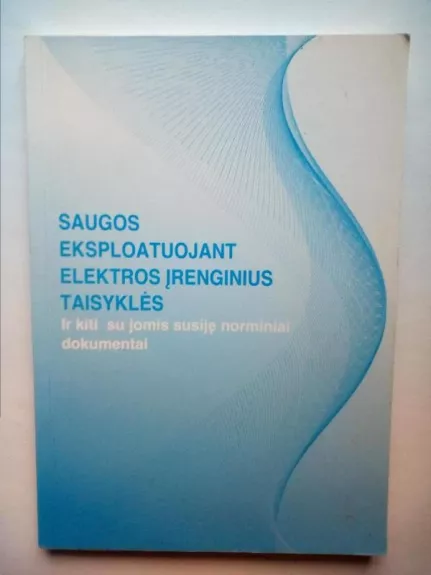 SAUGOS
EKSPLOATUOJANT
ELEKTROS ĮRENGINIUS
TAISYKLĖS
Ir kiti su jomis susiję norminiai
dokumentai